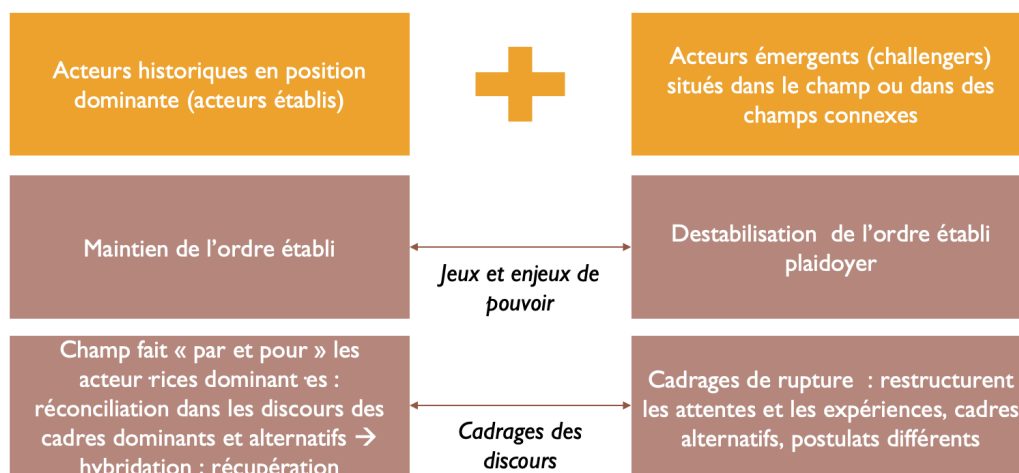 Acteurs historiques en position
dominante (acteurs établis)
Acteurs émergents (challengers)
situés dans le champ ou dans des
champs connexes
Maintien de l'ordre établi
Jeux et enjeux de
pouvoir
Destabilisation de l'ordre établi
plaidoyer
Champ fait « par et pour » les
acteur·rices dominant·es :
réconciliation dans les discours des
cadres dominants et alternatifs →
hybridation : récupération
Cadrages des
discours
Cadrages de rupture : restructurent
les attentes et les expériences, cadres
alternatifs, postulats différents